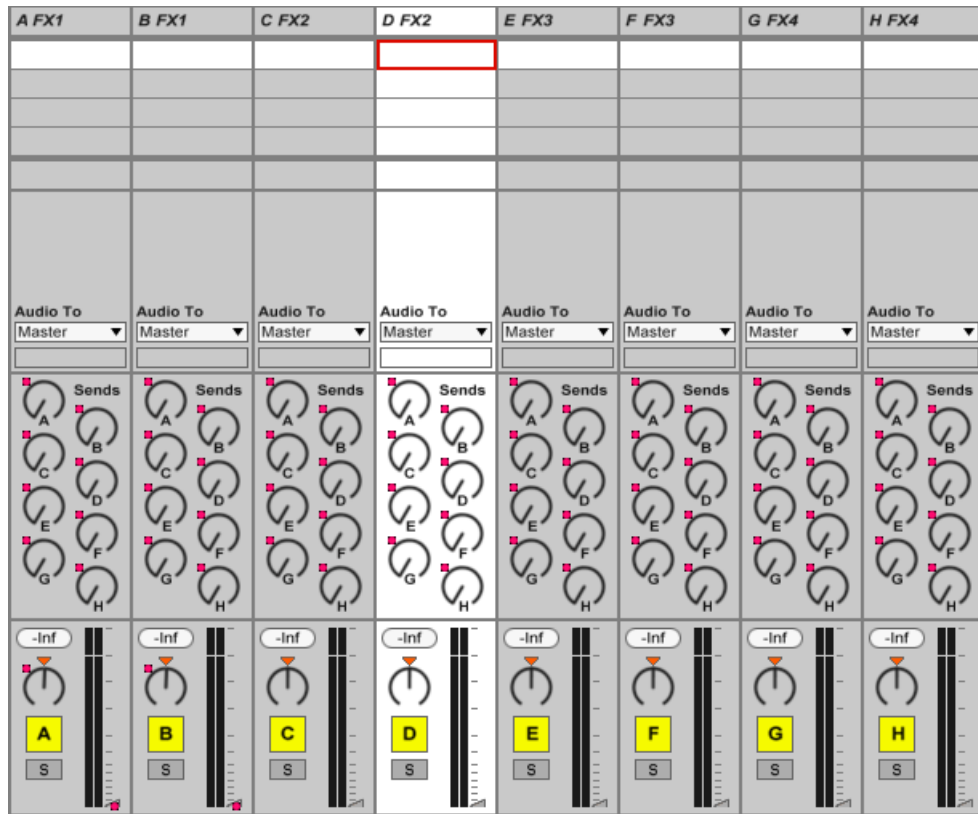 A FX1 B FX1 C FX2 D FX2 E FX3 F FX3 G FX4 H FX4
Audio To Audio To Audio To Audio To Audio To Audio To Audio To Audio To
Master Master Master Master Master Master Master Master
Sends Sends Sends Sends Sends Sends Sends Sends
A A A A A A A A
B B B B B B B B
C C C C C C C C
D D D D D D D D
E E E E E E E E
F F F F F F F F
G G G G G G G G
H H H H H H H H
-Inf -Inf -Inf -Inf -Inf -Inf -Inf -Inf
A B C D E F G H
S S S S S S S S